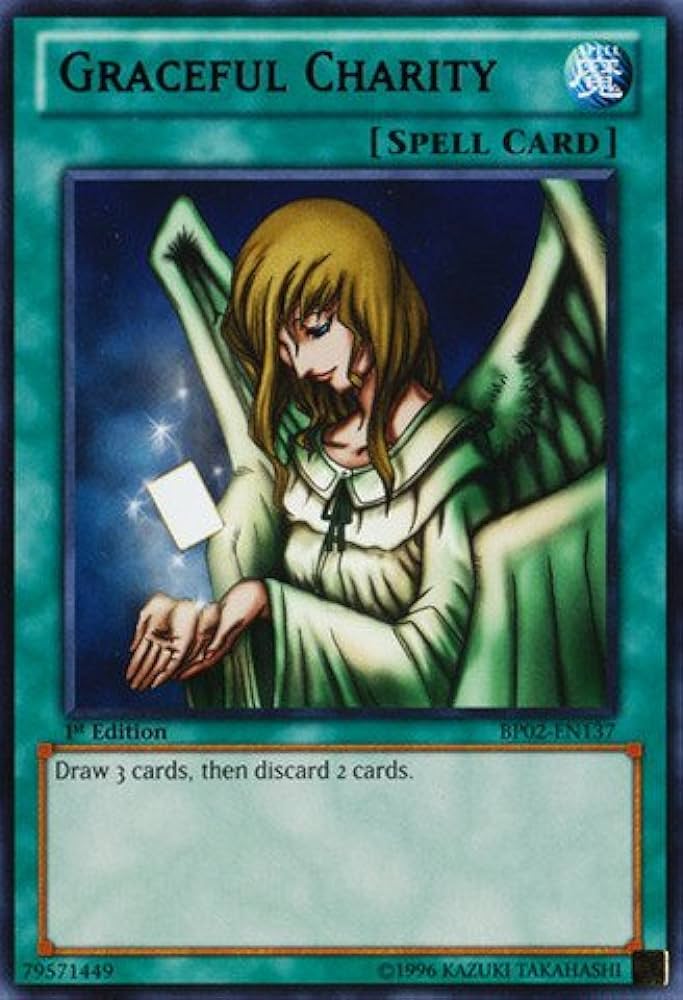 GRACEFUL CHARITY
SPELL
魔
[SPELL CARD]
1st Edition
BP02-EN137
Draw 3 cards, then discard 2 cards.
79571449
©1996 KAZUKI TAKAHASHI